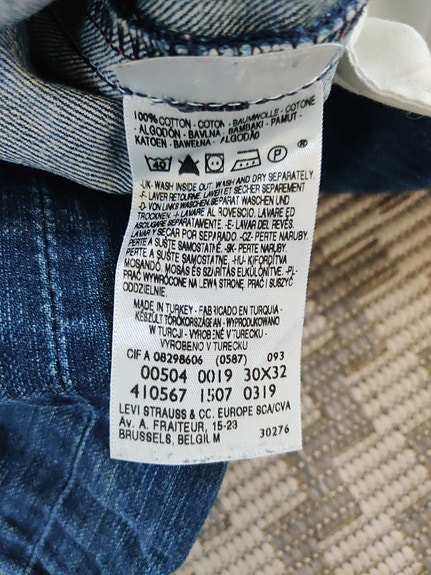 100% COTTON - COTON - BAUMWOLLE - COTONE
- ALGODÓN - BAVLNA - BAMBAKI - PAMUT -
KATOEN - BAWEŁNA - ALGODÃO
40 P ®
-UK- WASH INSIDE OUT. WASH AND DRY SEPARATELY.
-F- LAVER RETOURNE. LAVER ET SECHER SEPAREMENT
-D- VON LINKS WASCHEN, SEPARAT WASCHEN UND
TROCKNEN. -I- LAVARE AL ROVESCIO. LAVARE ED
ASCIUGARE SEPARATAMENTE. -E- LAVAR DEL REVÉS.
LAVAR Y SECAR POR SEPARADO. -CZ- PERTE NARUBY.
PERTE A SUŠTE SAMOSTATNĚ. -SK- PERTE NARUBY.
PERTE A SUŠTE SAMOSTATNE. -HU- KIFORDÍTVA
MOSANDÓ. MOSÁS ÉS SZÁRÍTÁS ELKÜLÖNÍTVE. -PL-
PRAĆ WYWRÓCONE NA LEWĄ STRONĘ. PRAĆ I SUSZYĆ
ODDZIELNIE.
MADE IN TURKEY - FABRICADO EN TURQUIA -
KÉSZÜLT TÖRÖKORSZÁGBAN - WYPRODUKOWANO
W TURCJI - VYROBENÉ V TURECKU -
VYROBENO V TURECKU
CIF A 08298606 (0587) 093
00504 0019 30X32
410567 1507 0319
LEVI STRAUSS & CC. EUROPE SCA/CVA
Av. A. FRAITEUR, 15-23
BRUSSELS, BELGIUM 30276